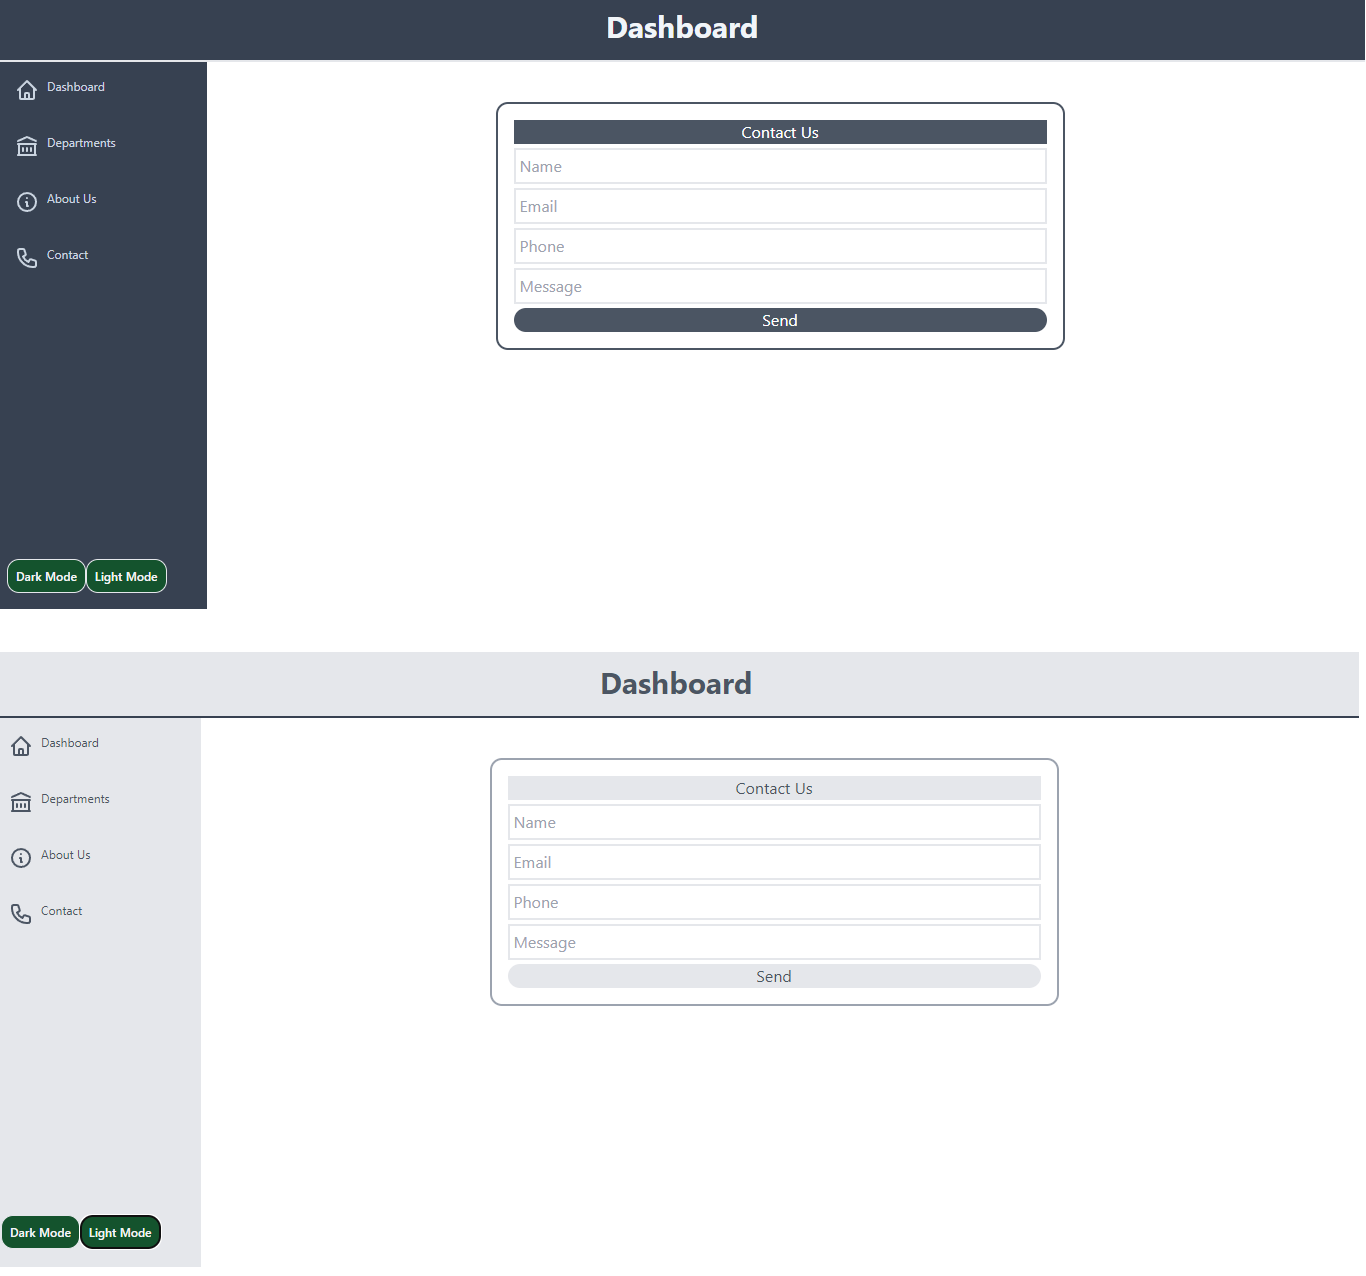 Dashboard
Dashboard
Departments
About Us
Contact
Contact Us
Name
Email
Phone
Message
Send
Dark Mode Light Mode
Dashboard
Dashboard
Departments
About Us
Contact
Contact Us
Name
Email
Phone
Message
Send
Dark Mode Light Mode